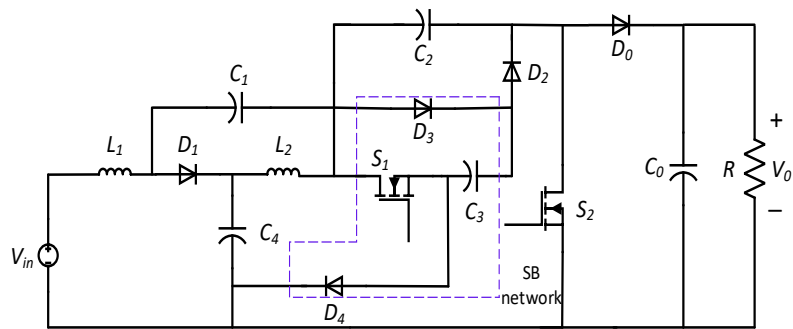 C2
D0
D2
C1
D3
L1
D1
L2
S1
C3
C0
R
+
V0
−
C4
S2
Vin
D4
SB
network